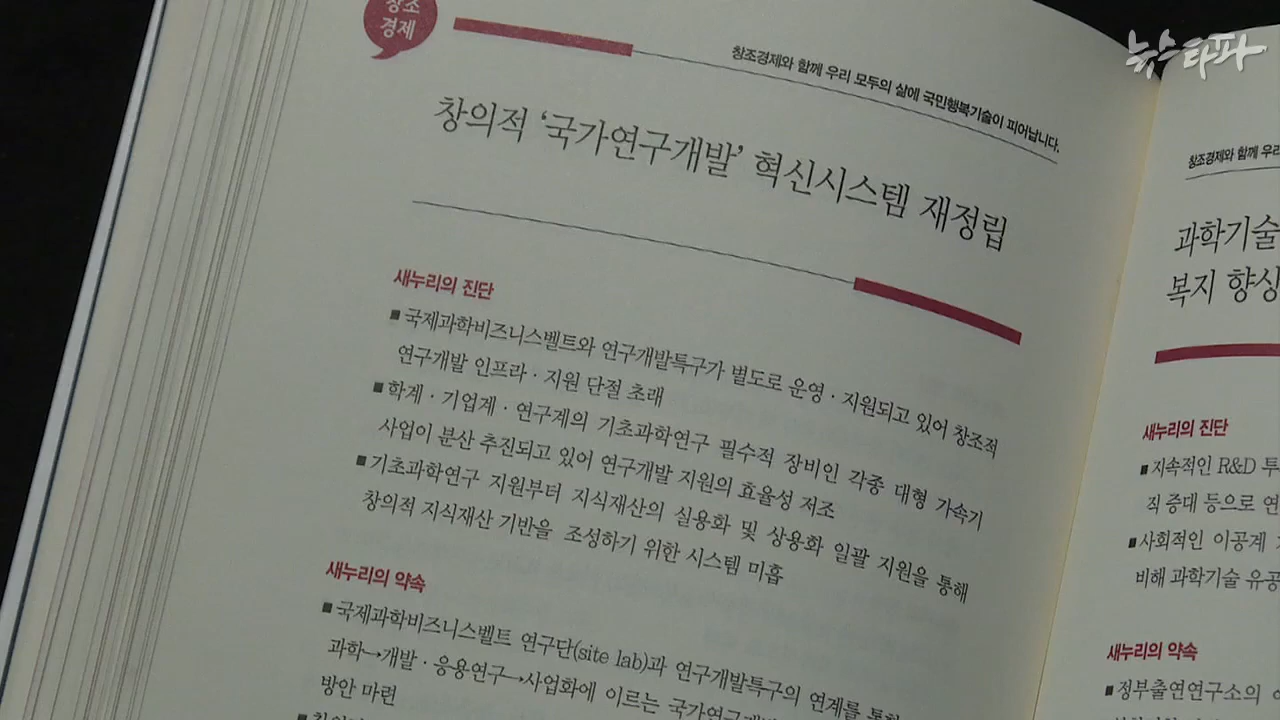 창조
경제
뉴스타파
창조경제와 함께 우리 모두의 삶에 국민행복기술이 피어납니다.
창의적 ‘국가연구개발’ 혁신시스템 재정립
새누리의 진단
■ 국제과학비즈니스벨트와 연구개발특구가 별도로 운영 · 지원되고 있어 창조적
연구개발 인프라 · 지원 단절 초래
■ 학계 · 기업계 · 연구계의 기초과학연구 필수적 장비인 각종 대형 가속기
사업이 분산 추진되고 있어 연구개발 지원의 효율성 저조
■ 기초과학연구 지원부터 지식재산의 실용화 및 상용화 일괄 지원을 통해
창의적 지식재산 기반을 조성하기 위한 시스템 미흡
새누리의 약속
■ 국제과학비즈니스벨트 연구단(site lab)과 연구개발특구의 연계를 통
과학→개발 · 응용연구→사업화에 이르는 국가연구개
방안 마련
창조경제와 함께 우리
과학기술
복지 향상
새누리의 진단
■ 지속적인 R&D 투
직 증대 등으로 연
■ 사회적인 이공계
비해 과학기술 유공
새누리의 약속
■ 정부출연연구소의